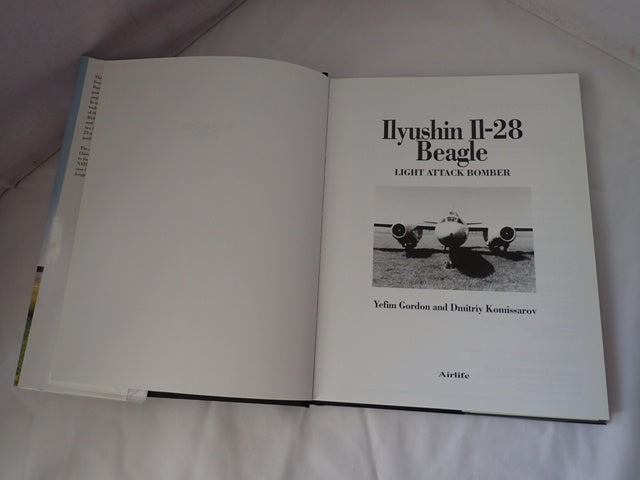 Ilyushin Il-28
Beagle
LIGHT ATTACK BOMBER
Yefim Gordon and Dmitriy Komissarov
Airlife